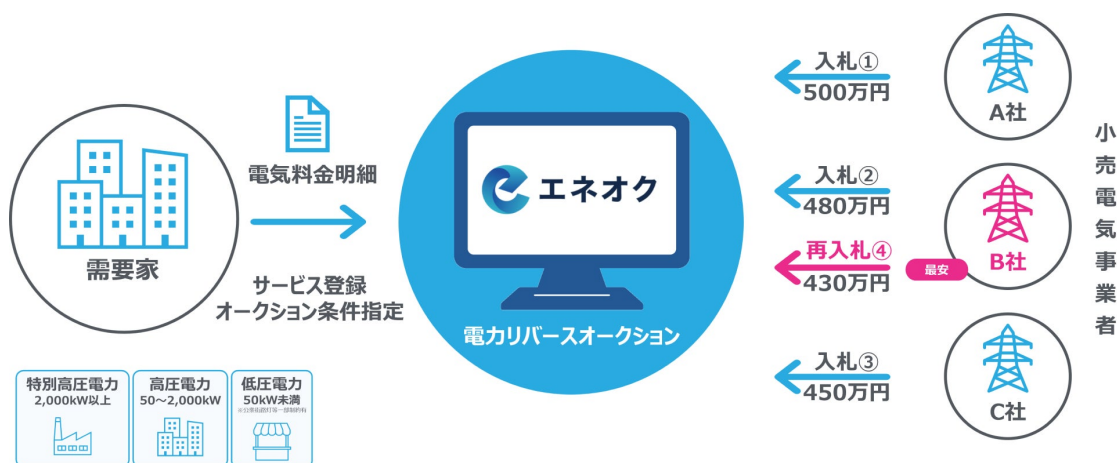 需要家
電気料金明細
サービス登録
オークション条件指定
エネオク
電力リバースオークション
入札①
500万円
入札②
480万円
再入札④
430万円
入札③
450万円
A社
最安
B社
C社
小売電気事業者
特別高圧電力
2,000kW以上
高圧電力
50～2,000kW
低圧電力
50kW未満